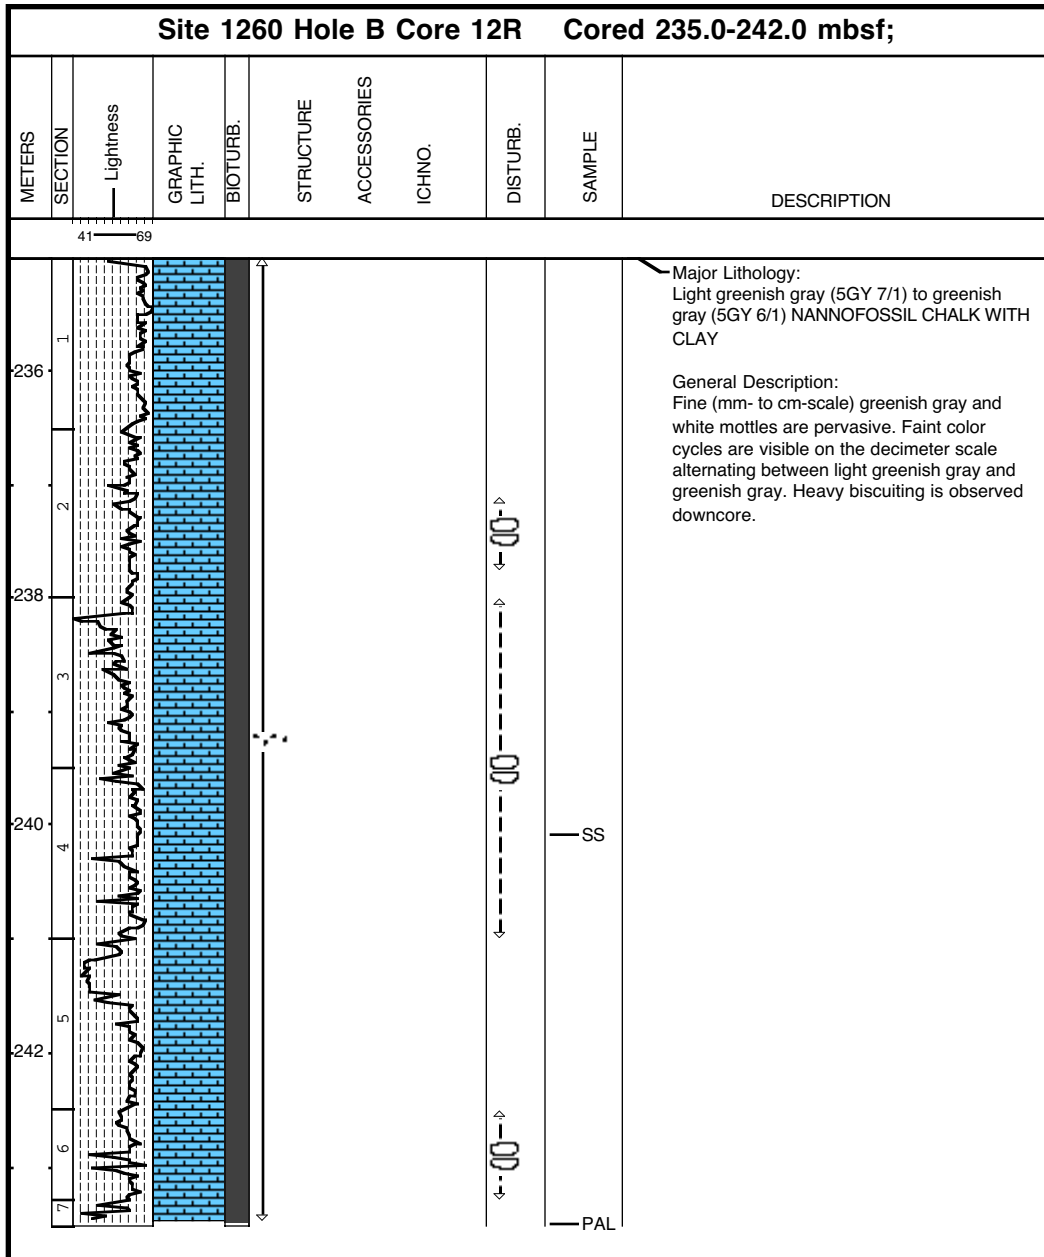 Site 1260 Hole B Core 12R Cored 235.0-242.0 mbsf;
METERS
SECTION
Lightness
GRAPHIC
LITH.
BIOTURB.
STRUCTURE
ACCESSORIES
ICHNO.
DISTURB.
SAMPLE
DESCRIPTION
41 69
Major Lithology:
Light greenish gray (5GY 7/1) to greenish
gray (5GY 6/1) NANNOFOSSIL CHALK WITH
CLAY
General Description:
Fine (mm- to cm-scale) greenish gray and
white mottles are pervasive. Faint color
cycles are visible on the decimeter scale
alternating between light greenish gray and
greenish gray. Heavy biscuiting is observed
downcore.
1
236
2
238
3
240
SS
4
5
242
6
7
PAL